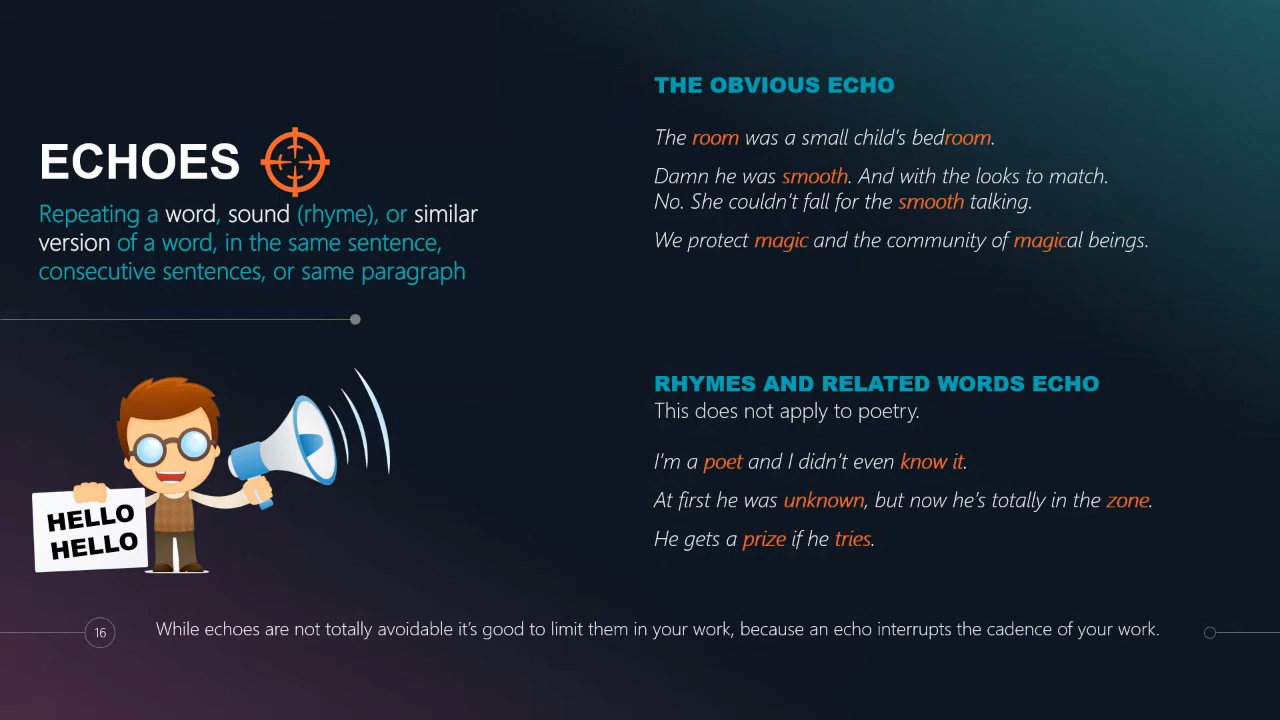 ECHOES
Repeating a word, sound (rhyme), or similar
version of a word, in the same sentence,
consecutive sentences, or same paragraph
HELLO
HELLO
THE OBVIOUS ECHO
The room was a small child's bedroom.
Damn he was smooth. And with the looks to match.
No. She couldn't fall for the smooth talking.
We protect magic and the community of magical beings.
RHYMES AND RELATED WORDS ECHO
This does not apply to poetry.
I'm a poet and I didn't even know it.
At first he was unknown, but now he's totally in the zone.
He gets a prize if he tries.
16
While echoes are not totally avoidable it's good to limit them in your work, because an echo interrupts the cadence of your work.